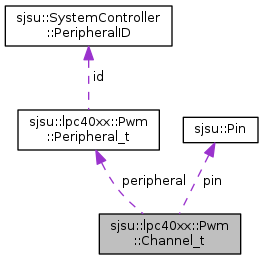 sjsu::SystemController
::PeripheralID
id
sjsu::lpc40xx::Pwm
::Peripheral_t
sjsu::Pin
peripheral
pin
sjsu::lpc40xx::Pwm
::Channel_t